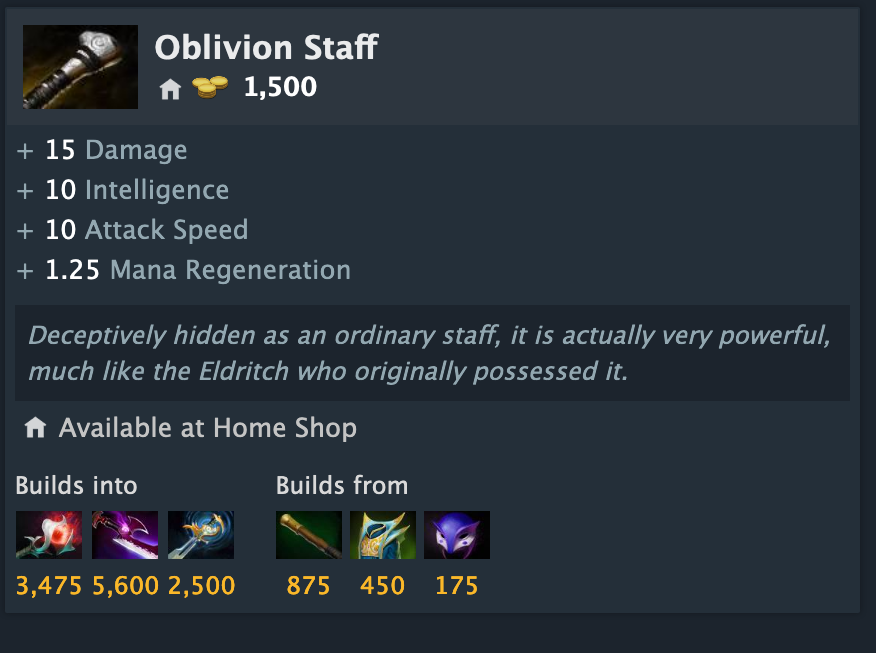 Oblivion Staff
1,500
+ 15 Damage
+ 10 Intelligence
+ 10 Attack Speed
+ 1.25 Mana Regeneration
Deceptively hidden as an ordinary staff, it is actually very powerful,
much like the Eldritch who originally possessed it.
Available at Home Shop
Builds into
3,475 5,600 2,500
Builds from
875 450 175